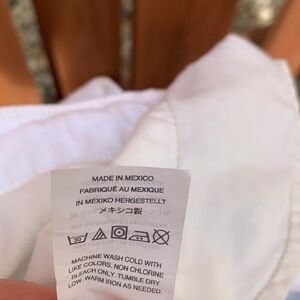 MADE IN MEXICO
FABRIQUÉ AU MEXIQUE
IN MEXIKO HERGESTELLT
メキシコ製
30
MACHINE WASH COLD WITH
LIKE COLORS, NON CHLORINE
BLEACH ONLY. TUMBLE DRY
LOW. WARM IRON AS NEEDED.